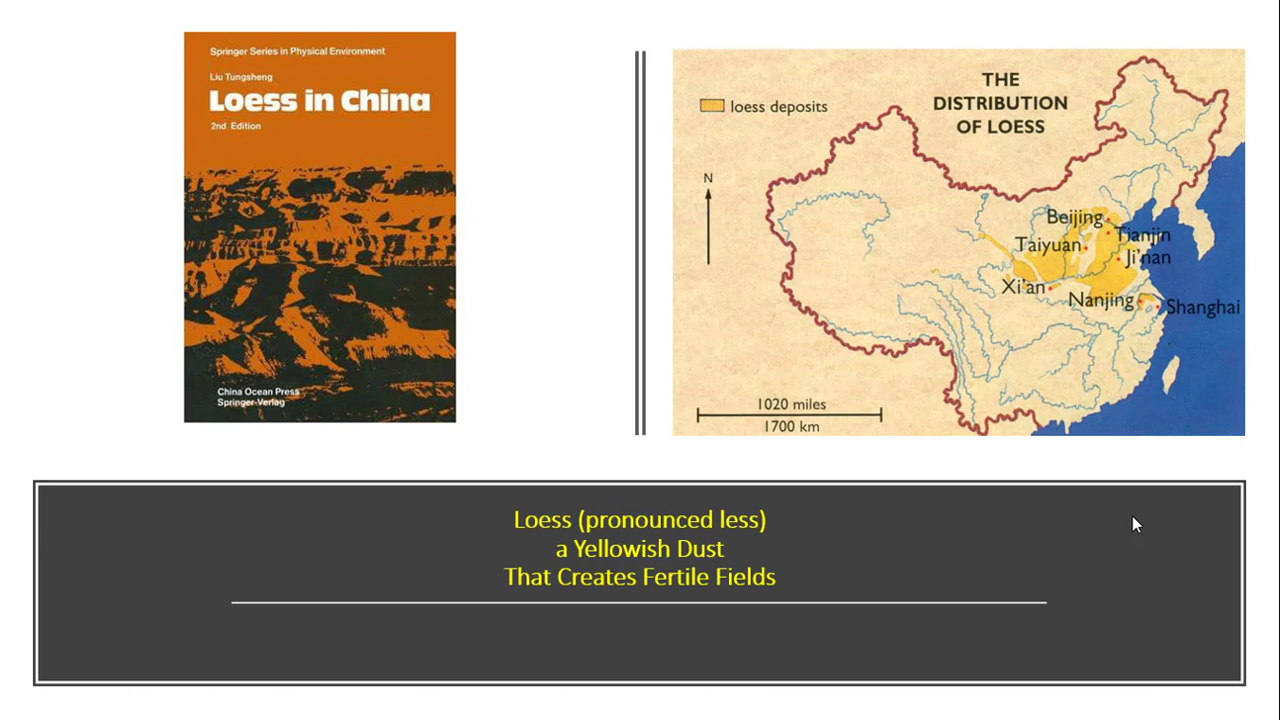 Springer Series in Physical Environment
Liu Tungsheng
Loess in China
2nd Edition
China Ocean Press
Springer-Verlag
THE
DISTRIBUTION
OF LOESS
loess deposits
N
Beijing
Tianjin
Taiyuan
Ji'nan
Xi'an
Nanjing
Shanghai
1020 miles
1700 km
Loess (pronounced less)
a Yellowish Dust
That Creates Fertile Fields